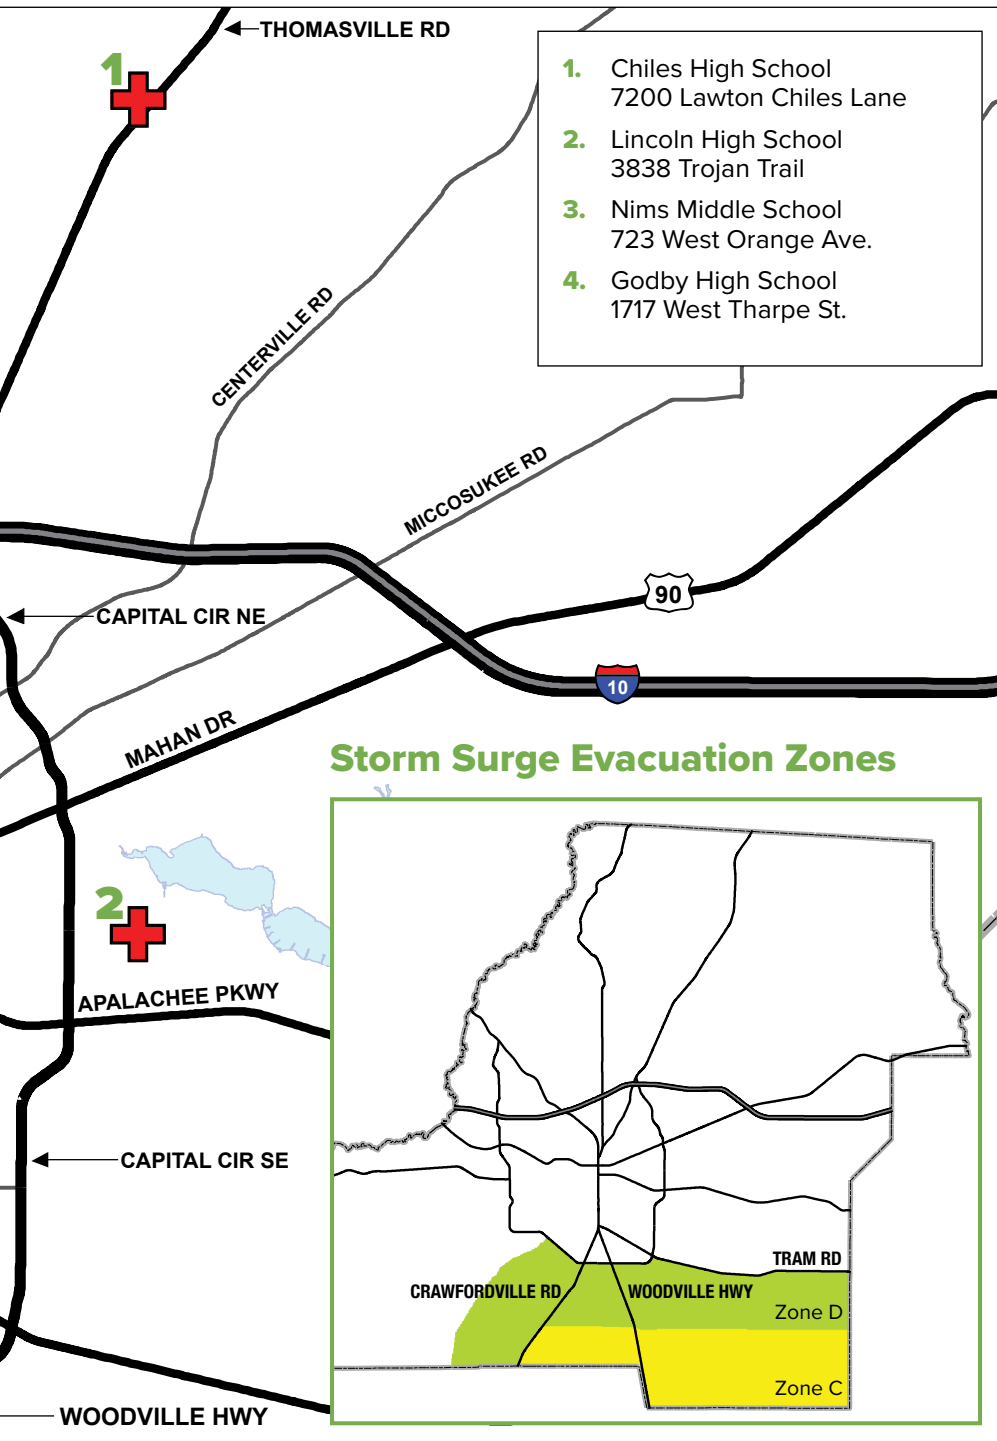 THOMASVILLE RD
1
1. Chiles High School
7200 Lawton Chiles Lane
2. Lincoln High School
3838 Trojan Trail
3. Nims Middle School
723 West Orange Ave.
4. Godby High School
1717 West Tharpe St.
CENTERVILLE RD
MICCOSUKEE RD
90
CAPITAL CIR NE
10
MAHAN DR
2
APALACHEE PKWY
CAPITAL CIR SE
WOODVILLE HWY
Storm Surge Evacuation Zones
TRAM RD
CRAWFORDVILLE RD
WOODVILLE HWY
Zone D
Zone C